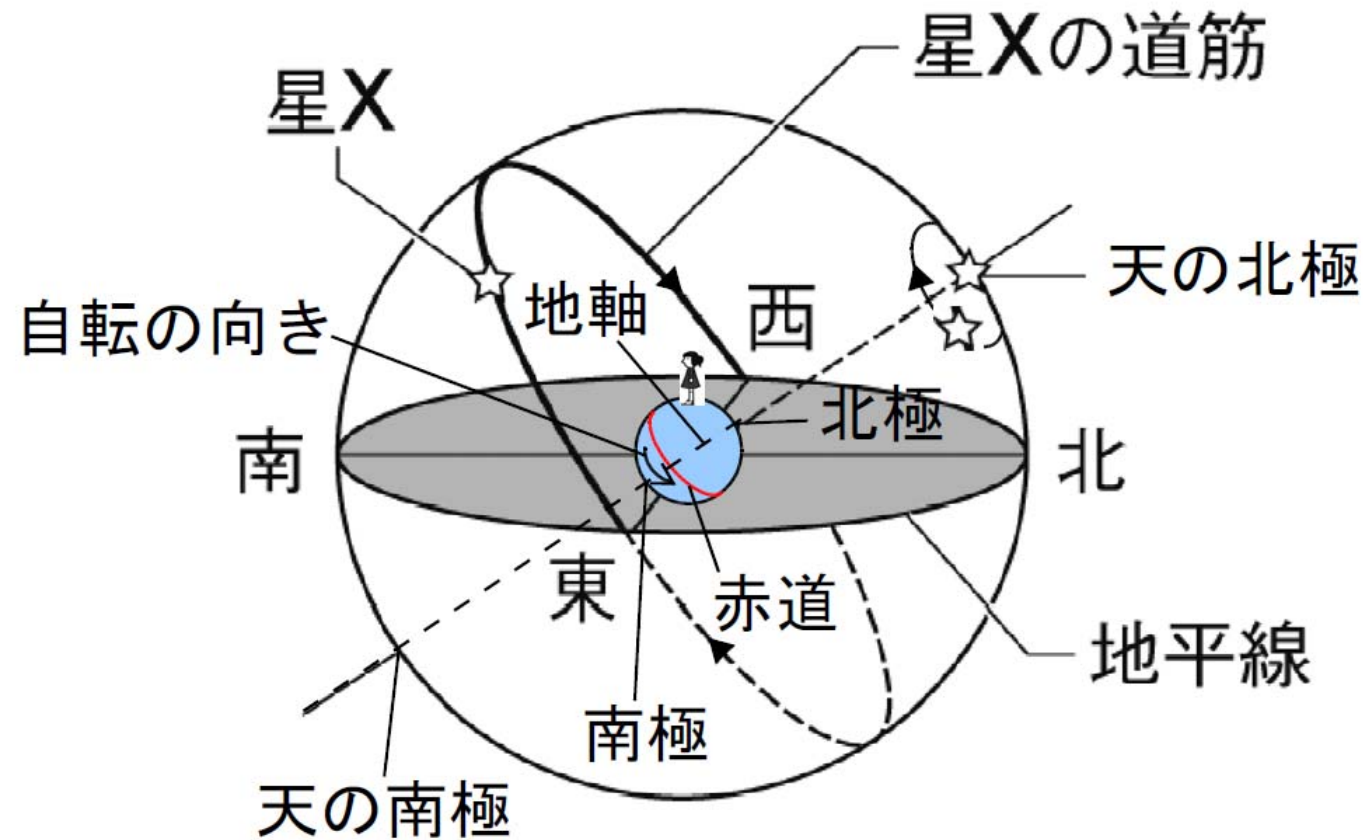 星Xの道筋
星X
天の北極
自転の向き
地軸
西
北極
南
北
東
赤道
地平線
南極
天の南極